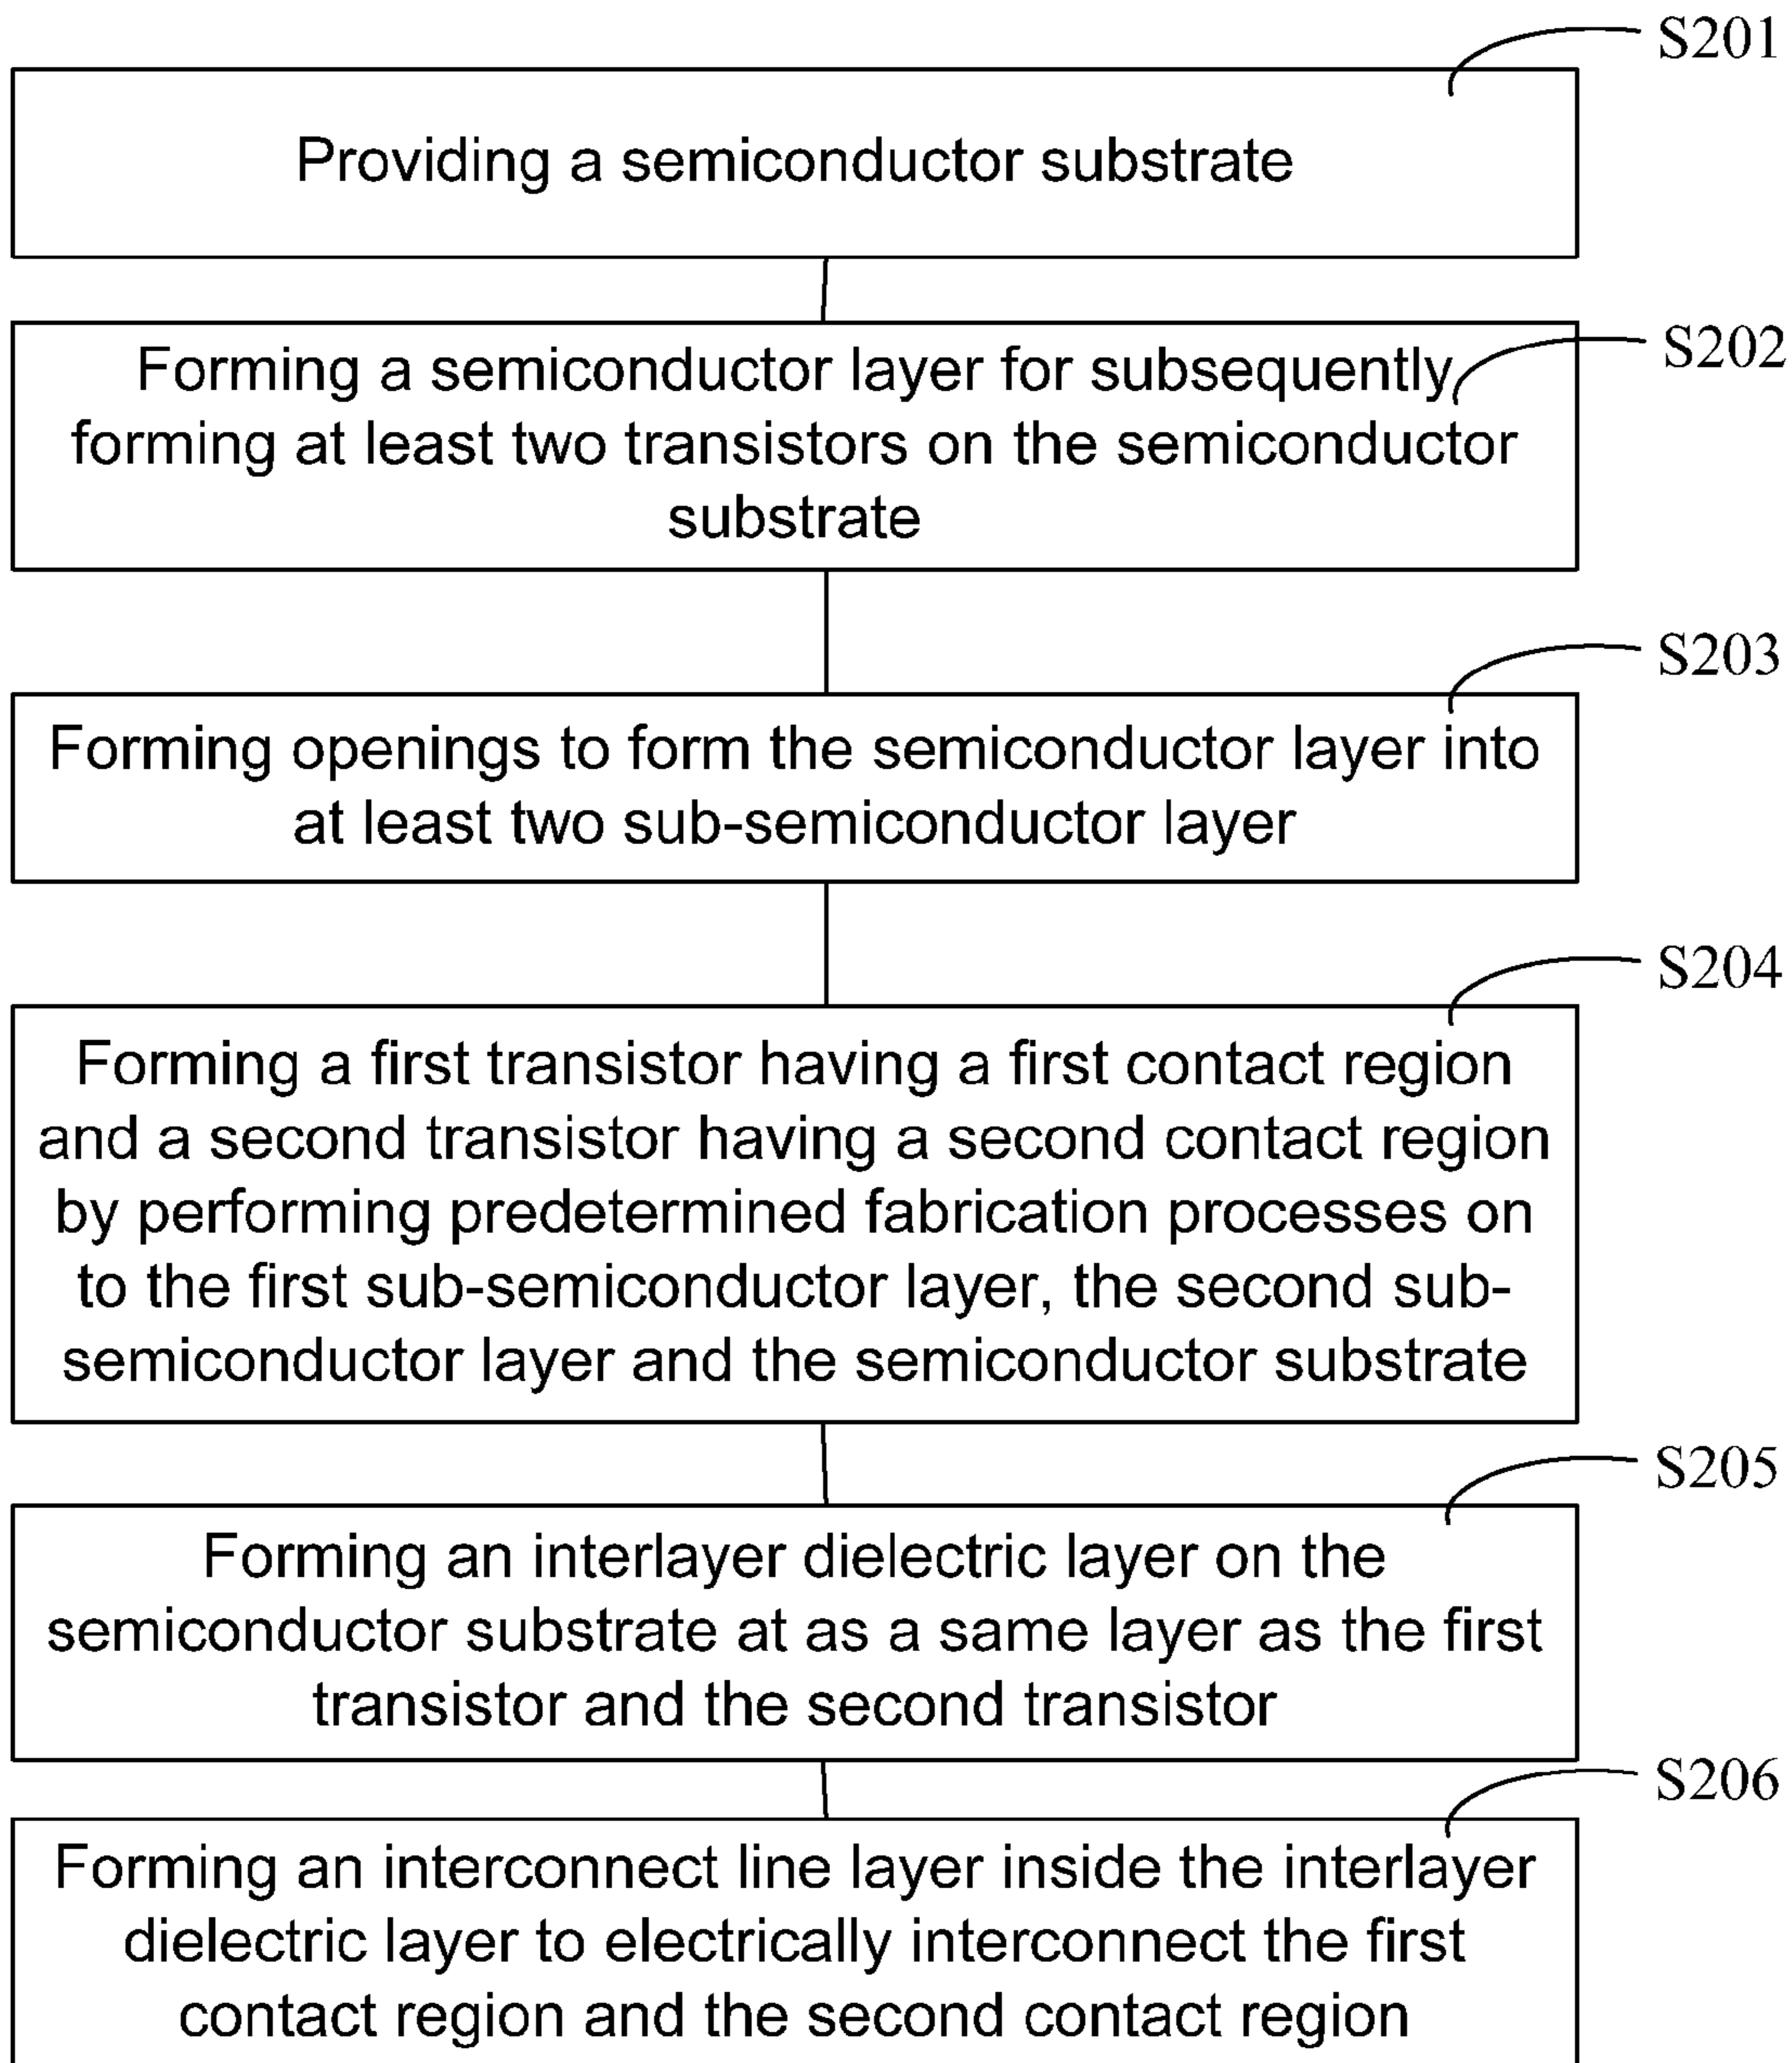 S201
Providing a semiconductor substrate
S202
Forming a semiconductor layer for subsequently
forming at least two transistors on the semiconductor
substrate
S203
Forming openings to form the semiconductor layer into
at least two sub-semiconductor layer
S204
Forming a first transistor having a first contact region
and a second transistor having a second contact region
by performing predetermined fabrication processes on
to the first sub-semiconductor layer, the second sub-
semiconductor layer and the semiconductor substrate
S205
Forming an interlayer dielectric layer on the
semiconductor substrate at as a same layer as the first
transistor and the second transistor
S206
Forming an interconnect line layer inside the interlayer
dielectric layer to electrically interconnect the first
contact region and the second contact region